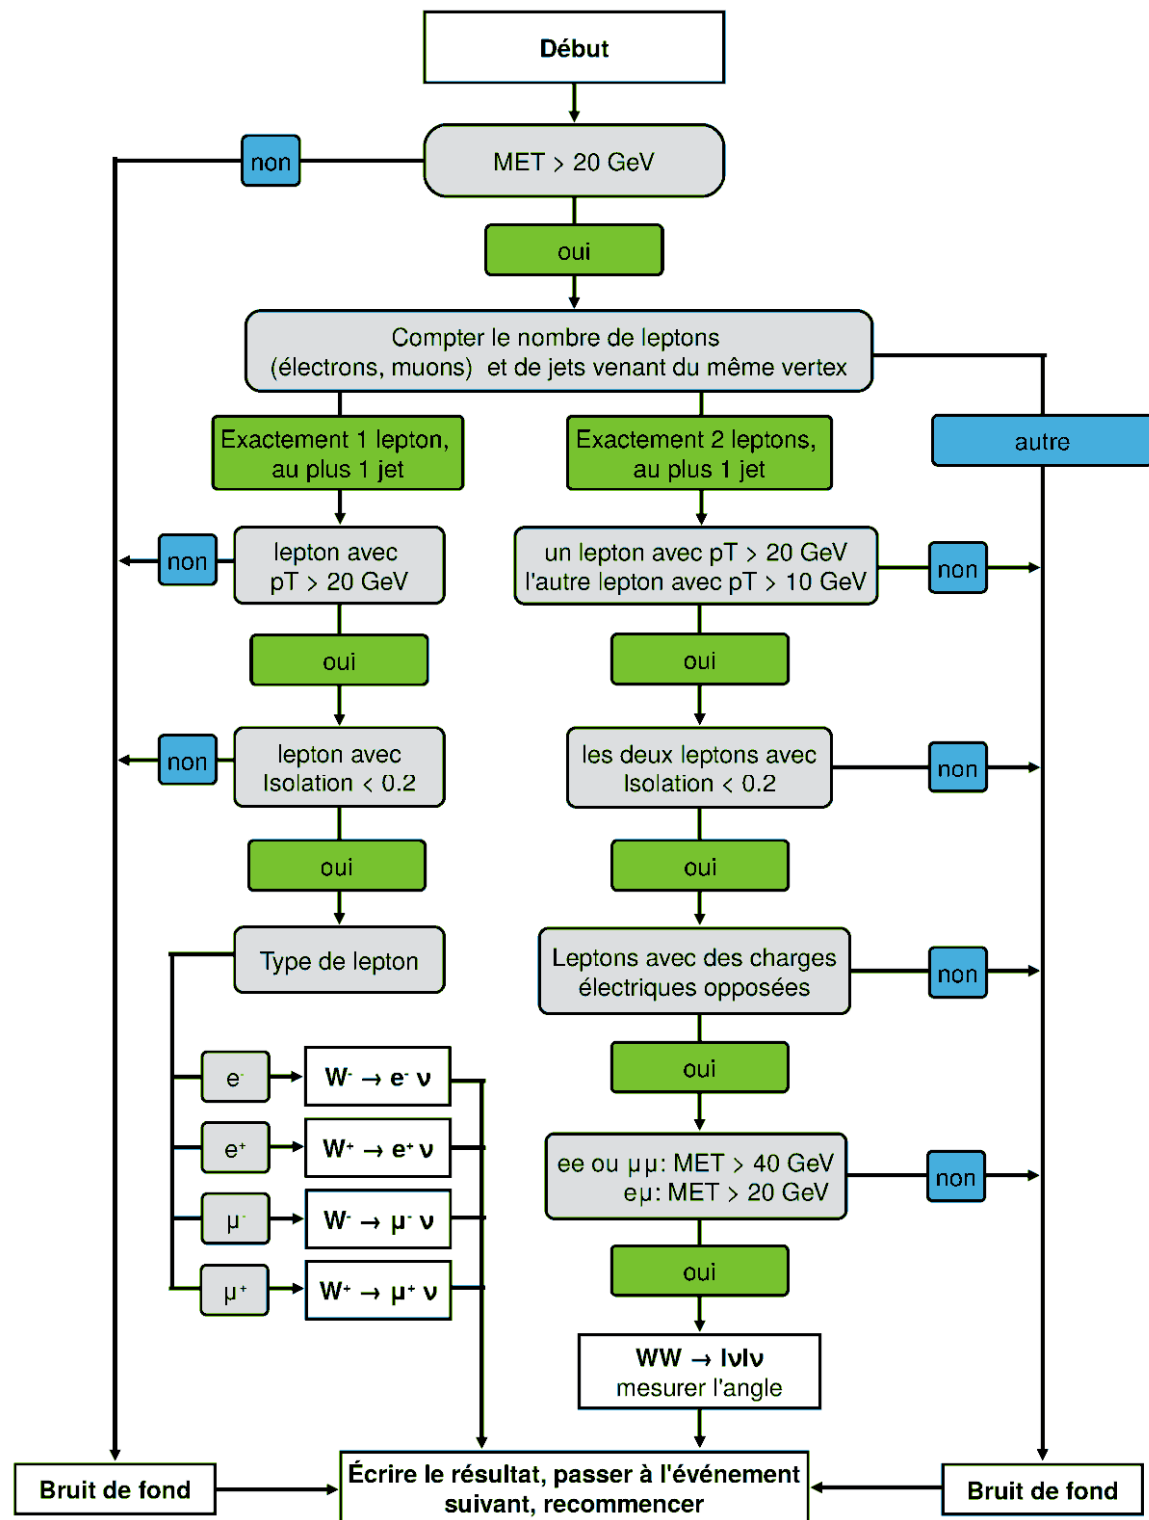 Début
non
MET > 20 GeV
oui
Compter le nombre de leptons
(électrons, muons) et de jets venant du même vertex
Exactement 1 lepton,
au plus 1 jet
Exactement 2 leptons,
au plus 1 jet
autre
non
lepton avec
pT > 20 GeV
un lepton avec pT > 20 GeV
l'autre lepton avec pT > 10 GeV
non
oui
oui
non
lepton avec
Isolation < 0.2
les deux leptons avec
Isolation < 0.2
non
oui
oui
Type de lepton
Leptons avec des charges
électriques opposées
non
oui
e⁻
W⁻ → e⁻ ν
e⁺
W⁺ → e⁺ ν
μ⁻
W⁻ → μ⁻ ν
μ⁺
W⁺ → μ⁺ ν
ee ou μμ: MET > 40 GeV
eμ: MET > 20 GeV
non
oui
WW → lνlν
mesurer l'angle
Bruit de fond
Écrire le résultat, passer à l'événement
suivant, recommencer
Bruit de fond